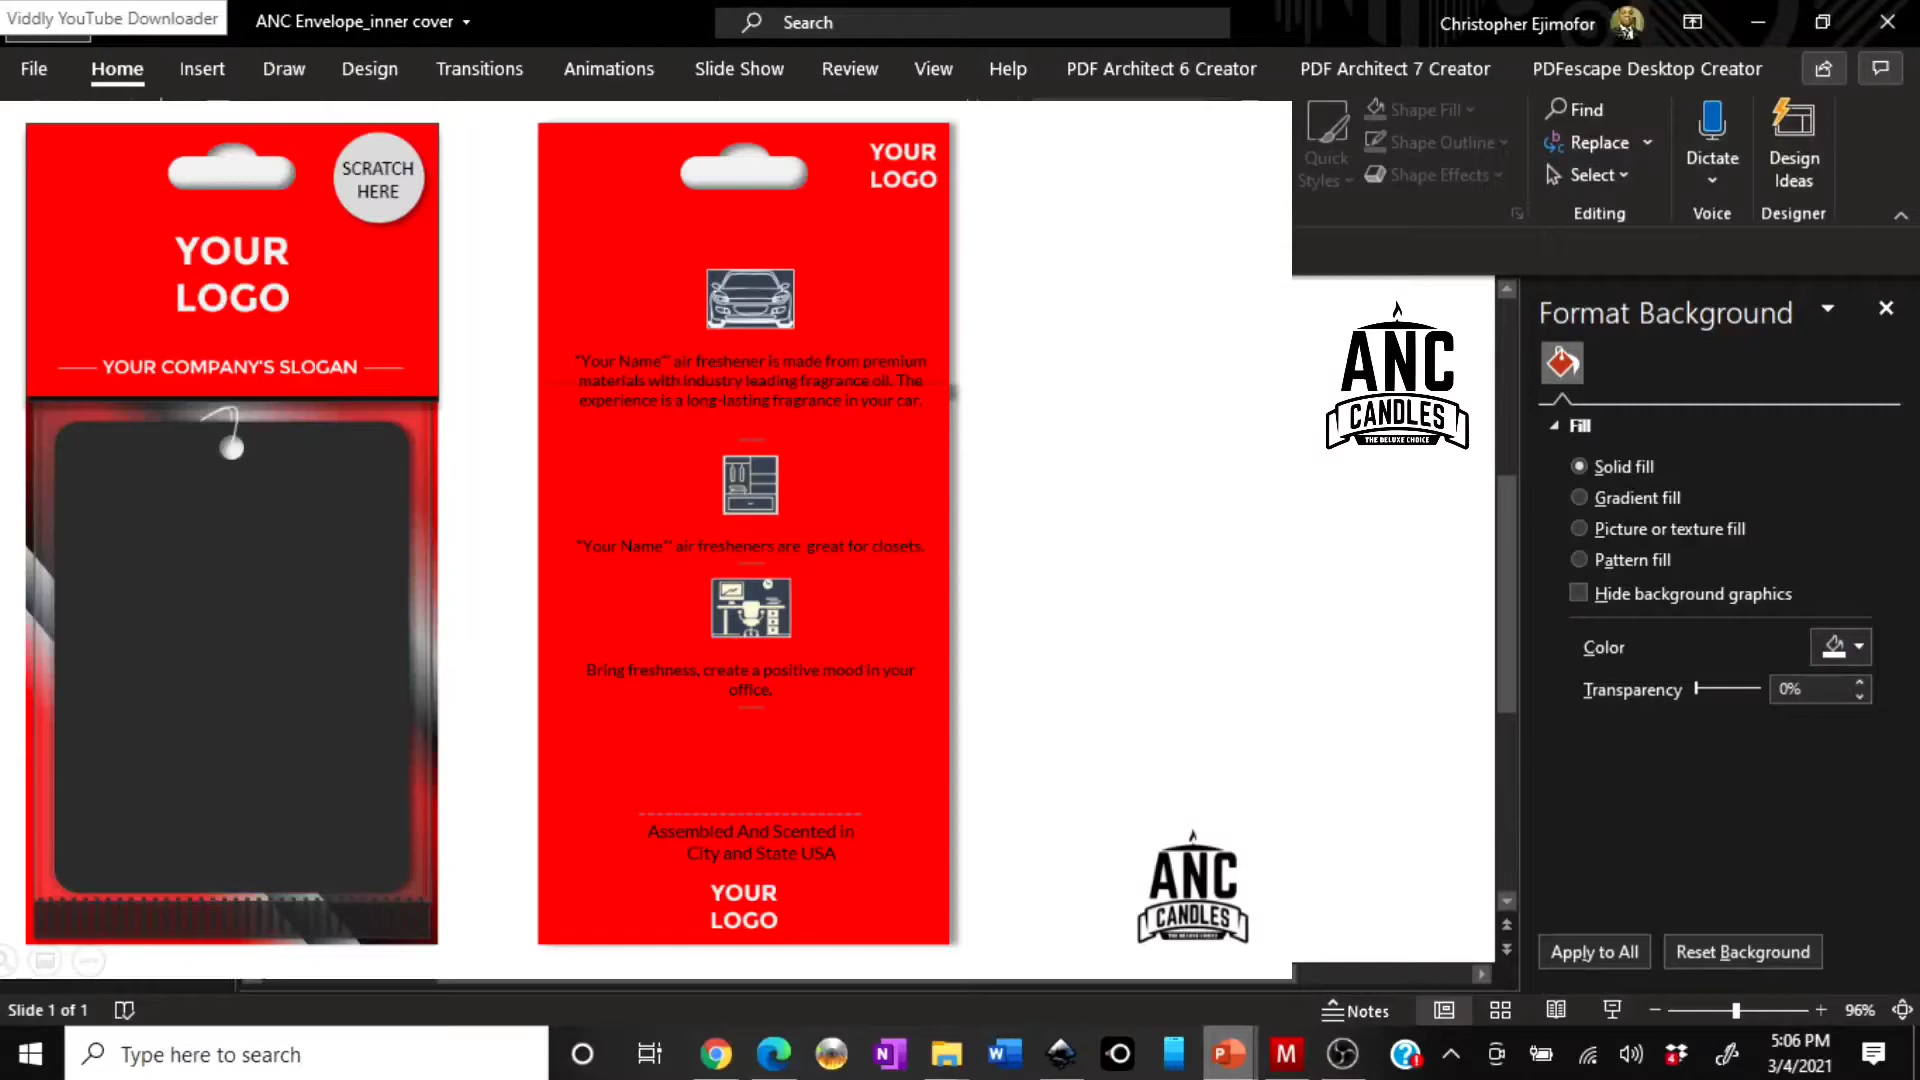 Viddly YouTube Downloader
ANC Envelope_inner cover
Search
Christopher Ejimofor
File Home Insert Draw Design Transitions Animations Slide Show Review View Help PDF Architect 6 Creator PDF Architect 7 Creator PDFescape Desktop Creator
Quick
Styles
Shape Fill
Shape Outline
Shape Effects
Find
Replace
Select
Editing
Dictate
Voice
Design
Ideas
Designer
SCRATCH
HERE
YOUR
LOGO
YOUR COMPANY'S SLOGAN
YOUR
LOGO
"Your Name"' air freshener is made from premium
materials with industry leading fragrance oil. The
experience is a long-lasting fragrance in your car.
"Your Name"' air fresheners are  great for closets.
Bring freshness, create a positive mood in your
office.
Assembled And Scented in
City and State USA
YOUR
LOGO
ANC
CANDLES
THE DELUXE CHOICE
ANC
CANDLES
THE DELUXE CHOICE
Format Background
Fill
Solid fill
Gradient fill
Picture or texture fill
Pattern fill
Hide background graphics
Color
Transparency 0%
Apply to All Reset Background
Slide 1 of 1
Notes
96%
Type here to search
5:06 PM
3/4/2021